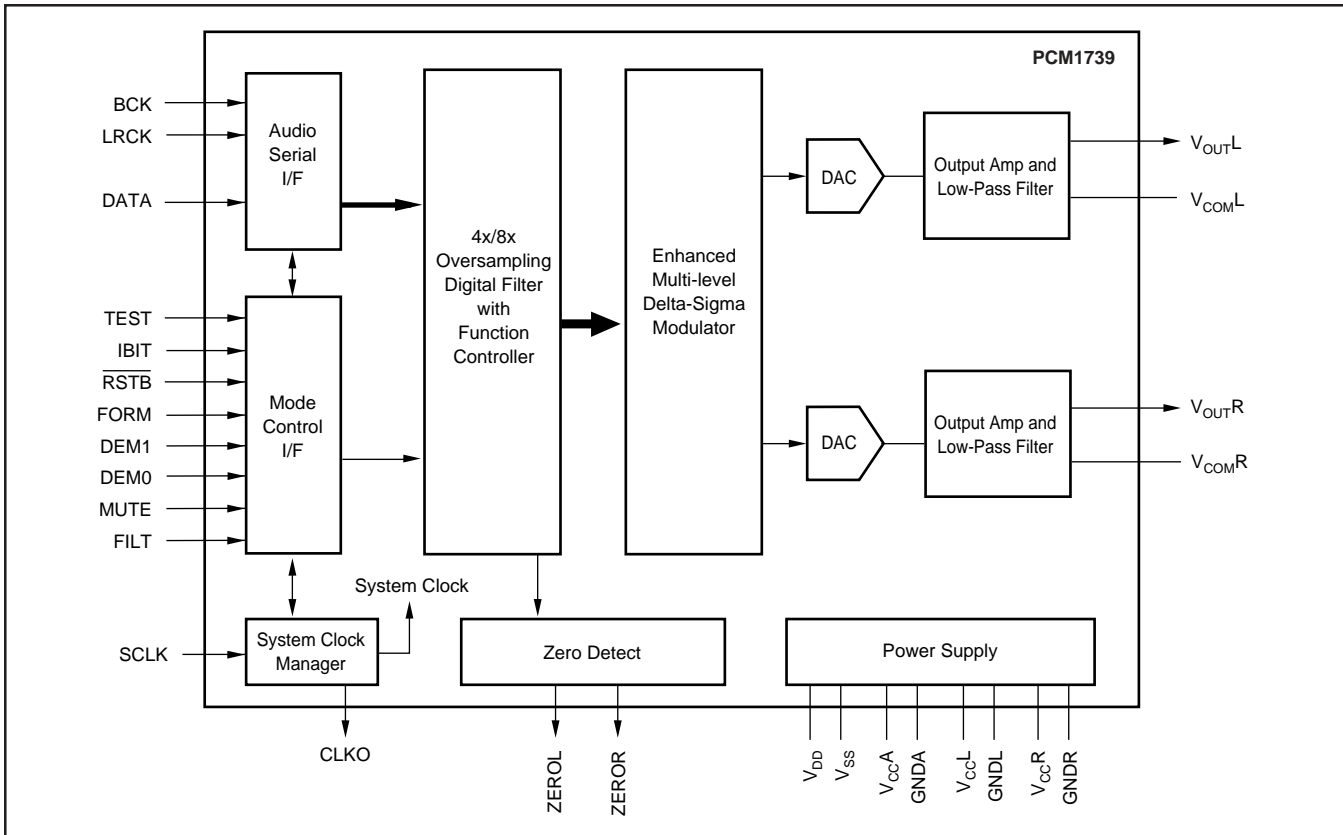 PCM1739
BCK
LRCK
DATA
Audio
Serial
I/F
TEST
IBIT
RSTB
FORM
DEM1
DEM0
MUTE
FILT
Mode
Control
I/F
SCLK
System Clock
Manager
System Clock
CLKO
4x/8x
Oversampling
Digital Filter
with
Function
Controller
Zero Detect
ZEROL
ZEROR
Enhanced
Multi-level
Delta-Sigma
Modulator
DAC
Output Amp and
Low-Pass Filter
VOUTL
VCOML
DAC
Output Amp and
Low-Pass Filter
VOUTR
VCOMR
Power Supply
VDD
VSS
VCCA
GNDA
VCCL
GNDL
VCCR
GNDR